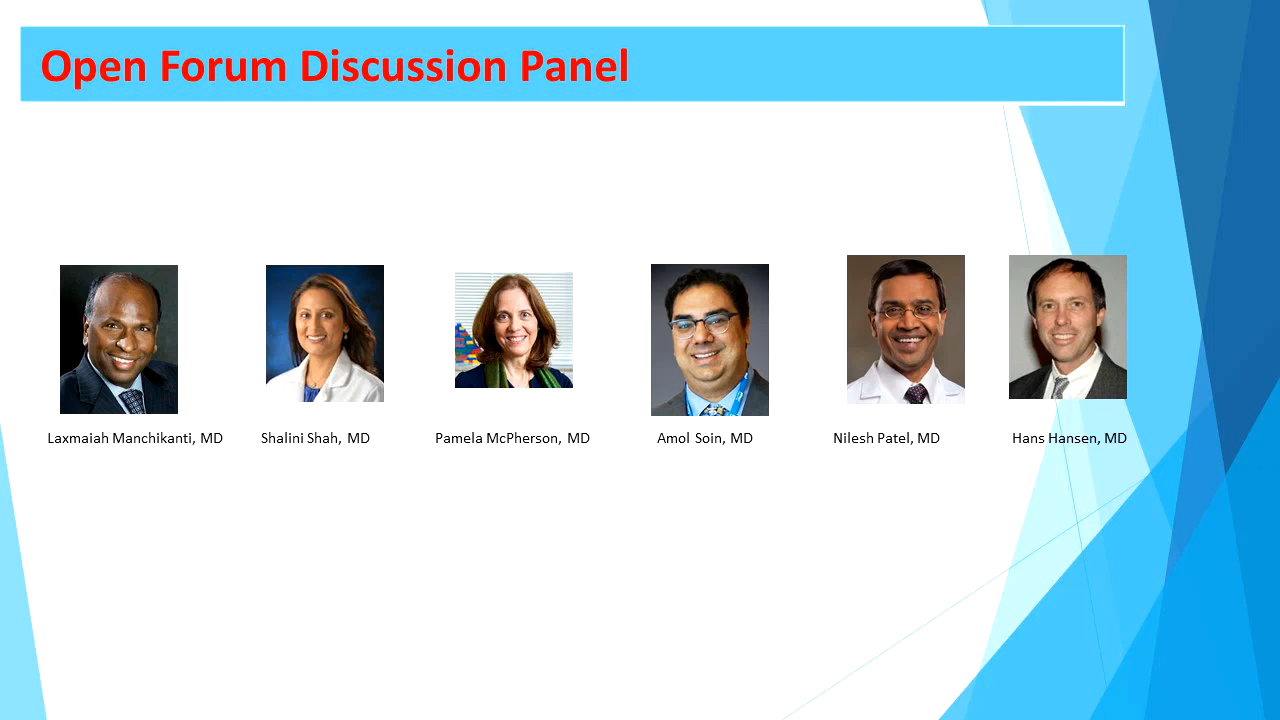 Open Forum Discussion Panel
Laxmaiah Manchikanti, MD
Shalini Shah, MD
Pamela McPherson, MD
Amol Soin, MD
Nilesh Patel, MD
Hans Hansen, MD